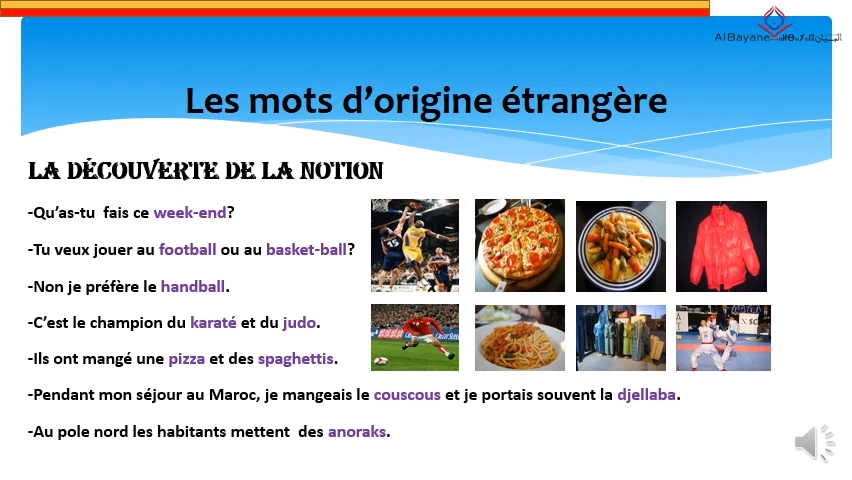 AlBayane
Les mots d’origine étrangère
LA DÉCOUVERTE DE LA NOTION
-Qu’as-tu fais ce week-end?
-Tu veux jouer au football ou au basket-ball?
-Non je préfère le handball.
-C’est le champion du karaté et du judo.
-Ils ont mangé une pizza et des spaghettis.
-Pendant mon séjour au Maroc, je mangeais le couscous et je portais souvent la djellaba.
-Au pole nord les habitants mettent des anoraks.